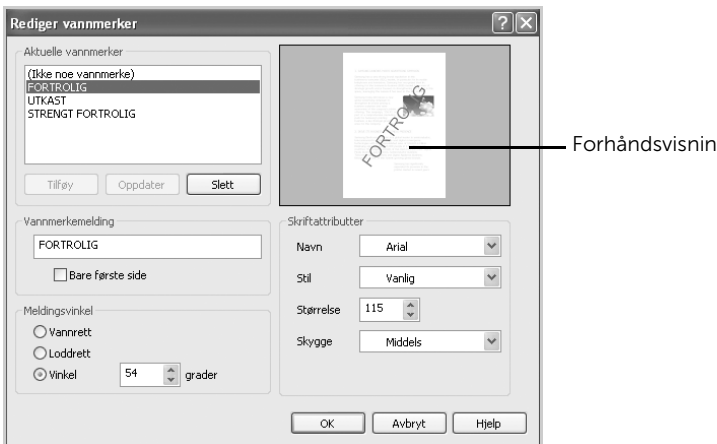 Rediger vannmerker
Aktuelle vannmerker
(Ikke noe vannmerke)
FORTROLIG
UTKAST
STRENGT FORTROLIG
Tilføy Oppdater Slett
FORTROLIG
Forhåndsvisnin
Vannmerkemelding
FORTROLIG
Bare første side
Meldingsvinkel
Vannrett
Loddrett
Vinkel 54 grader
Skriftattributter
Navn Arial
Stil Vanlig
Størrelse 115
Skygge Middels
OK Avbryt Hjelp